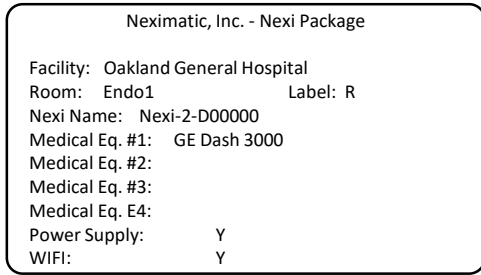 Neximatic, Inc. - Nexi Package
Facility: Oakland General Hospital
Room: Endo1 Label: R
Nexi Name: Nexi-2-D00000
Medical Eq. #1: GE Dash 3000
Medical Eq. #2:
Medical Eq. #3:
Medical Eq. E4:
Power Supply: Y
WIFI: Y